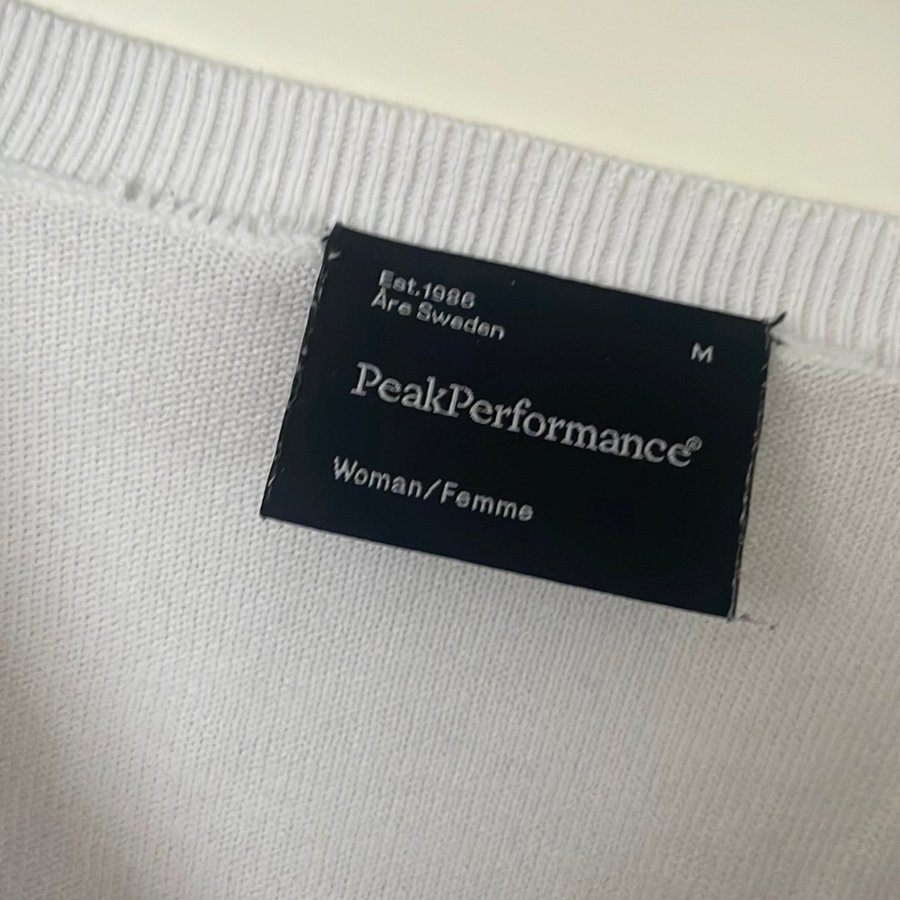 Est.1986
Åre Sweden
M
PeakPerformance®
Woman/Femme